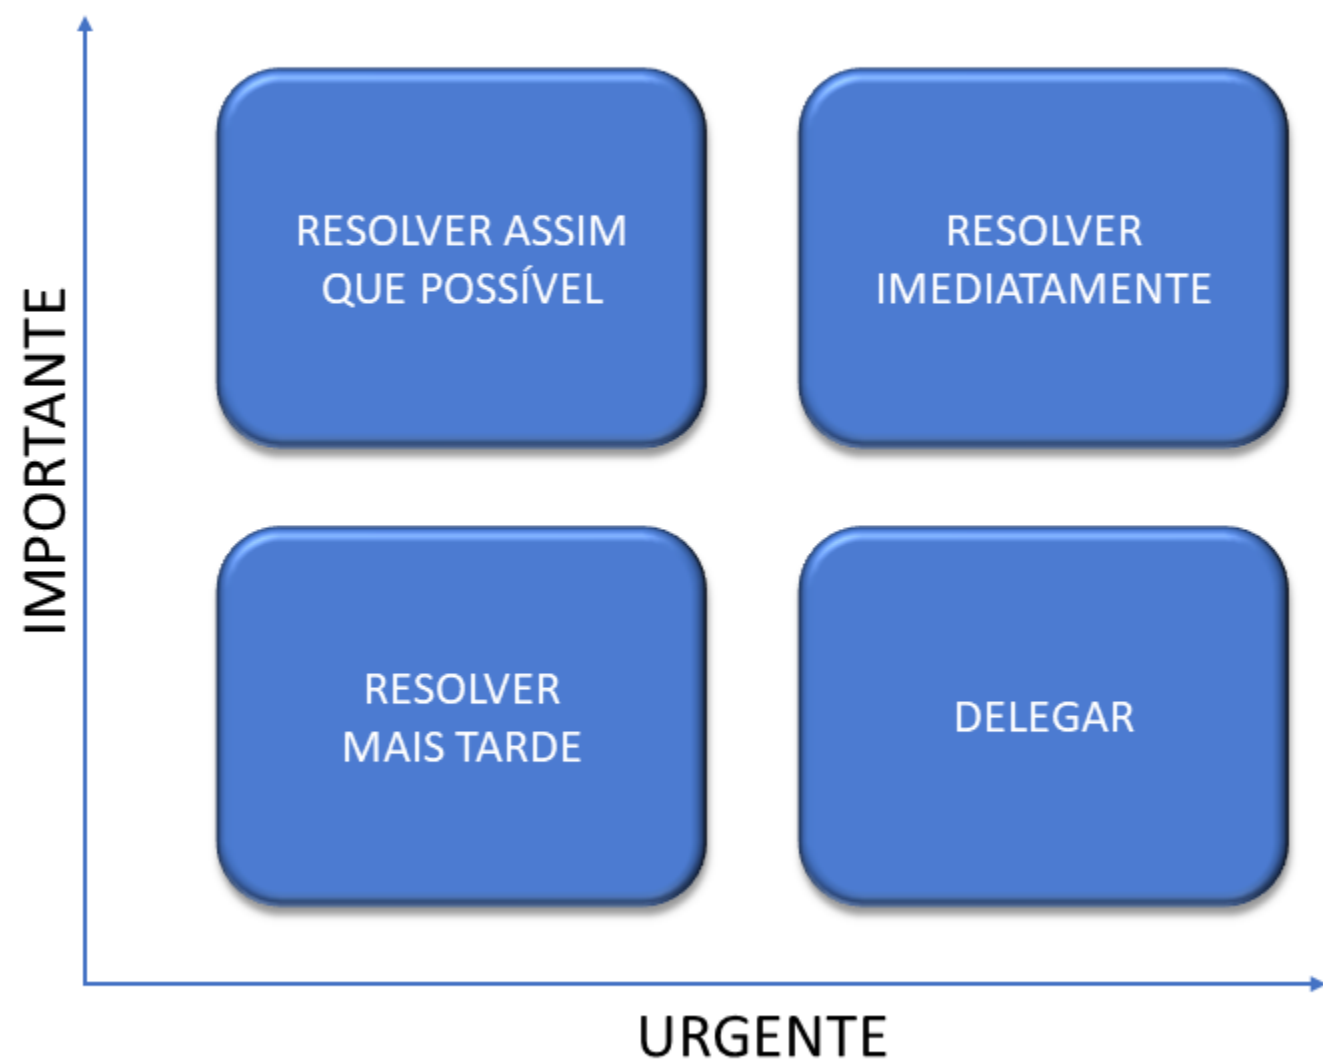 RESOLVER ASSIM
QUE POSSÍVEL
RESOLVER
IMEDIATAMENTE
IMPORTANTE
RESOLVER
MAIS TARDE
DELEGAR
URGENTE